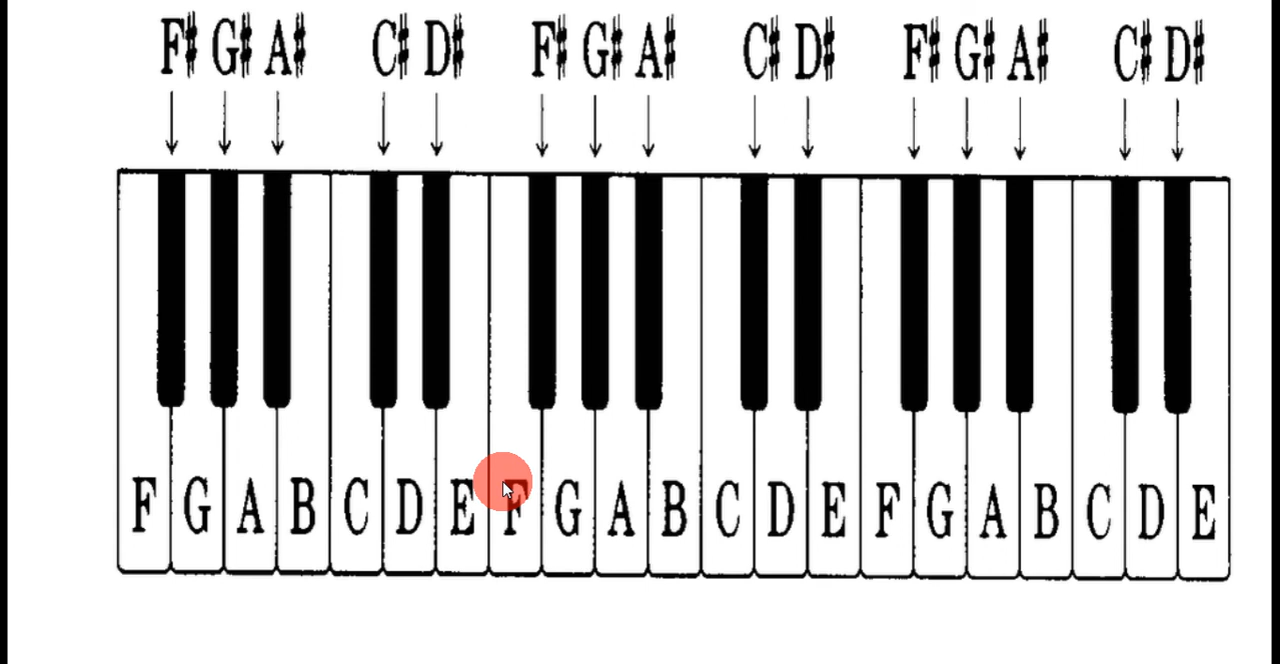 F♯ G♯ A♯ C♯ D♯ F♯ G♯ A♯ C♯ D♯ F♯ G♯ A♯ C♯ D♯
F G A B C D E F G A B C D E F G A B C D E